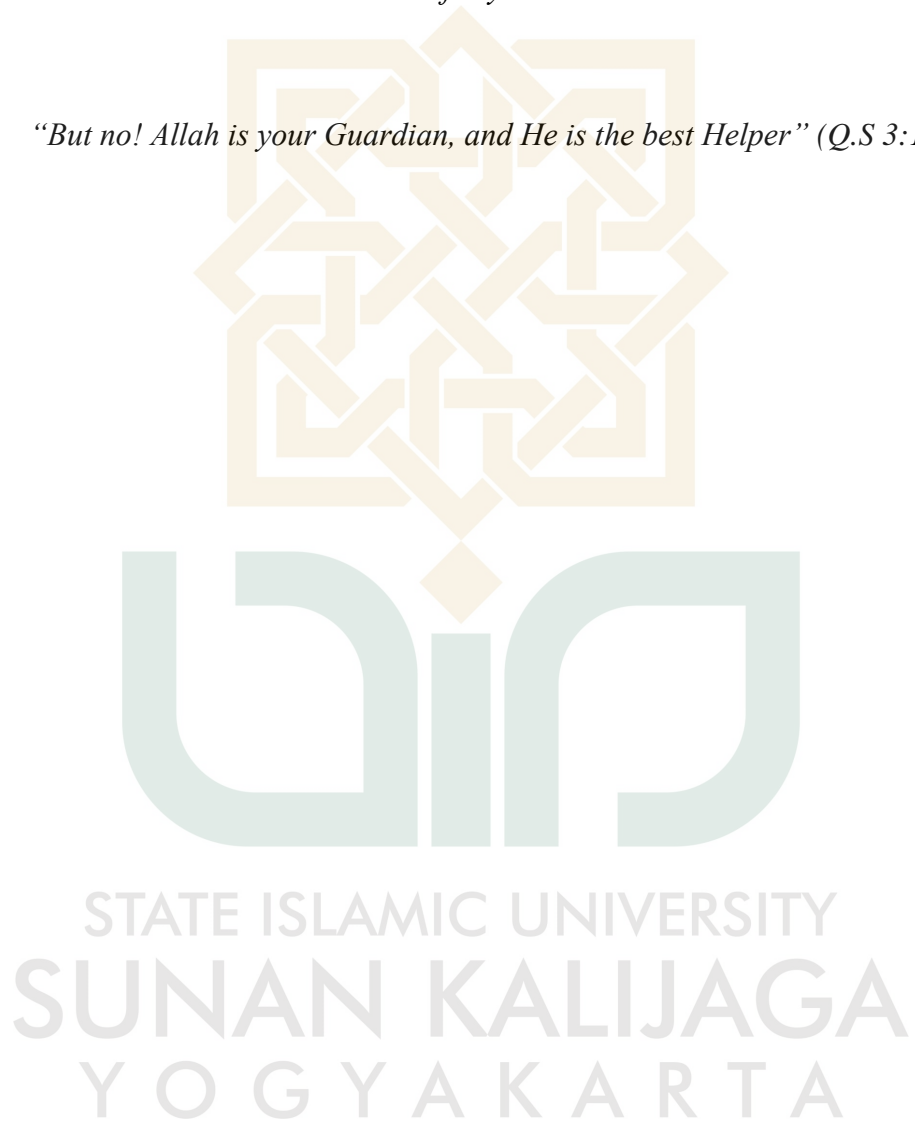 “But no! Allah is your Guardian, and He is the best Helper” (Q.S 3:
STATE ISLAMIC UNIVERSITY
SUNAN KALIJAGA
YOGYAKARTA